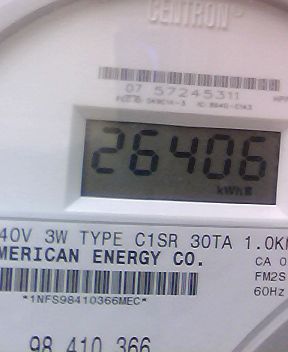 CENTRON
07 57245311
26406
kWh
40V 3W TYPE C1SR 30TA 1.0K
MERICAN ENERGY CO.
CA 0
FM2S
*1NFS98410366MEC*
60Hz
98 410 366